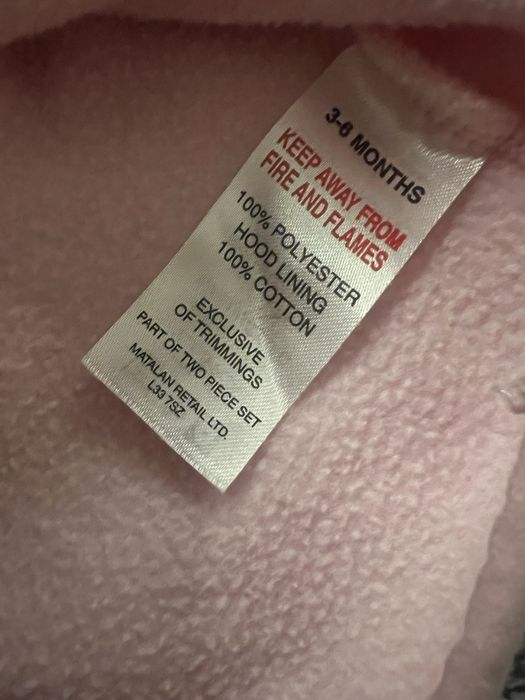 3-6 MONTHS
KEEP AWAY FROM
FIRE AND FLAMES
100% POLYESTER
HOOD LINING
100% COTTON
EXCLUSIVE
OF TRIMMINGS
PART OF TWO PIECE SET
MATALAN RETAIL LTD.
L33 7SZ